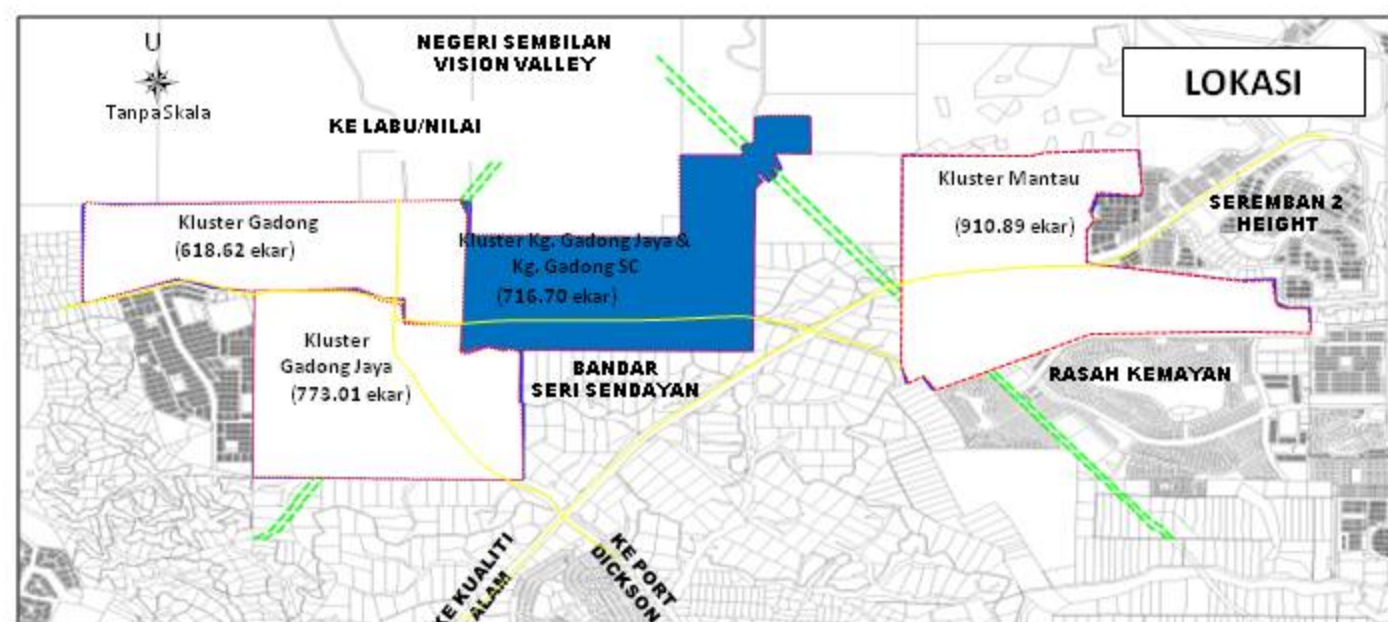 U
Tanpa Skala
NEGERI SEMBILAN
VISION VALLEY
LOKASI
KE LABU/NILAI
Kluster Gadong
(618.62 ekar)
Kluster Kg. Gadong Jaya &
Kg. Gadong SC
(716.70 ekar)
Kluster Mantau
(910.89 ekar)
SEREMBAN 2
HEIGHT
Kluster
Gadong Jaya
(773.01 ekar)
BANDAR
SERI SENDAYAN
RASAH KEMAYAN
KE KUALITI
ALAM
KE PORT
DICKSON